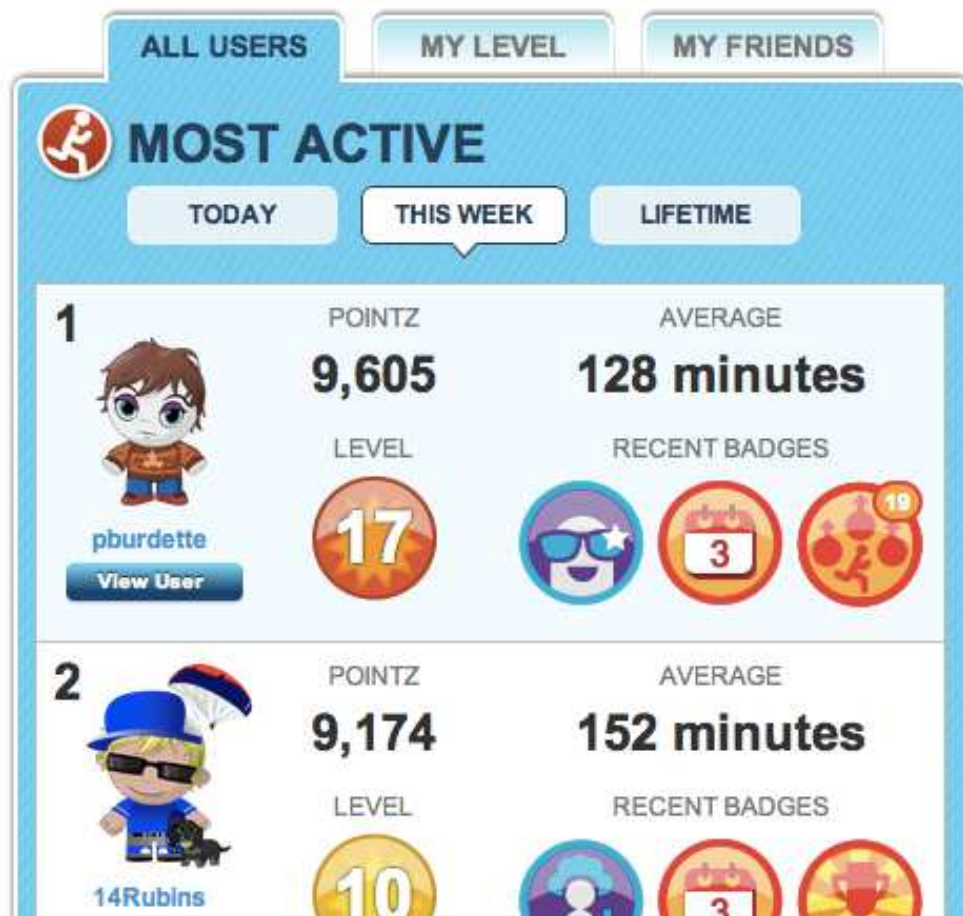 ALL USERS MY LEVEL MY FRIENDS
MOST ACTIVE
TODAY THIS WEEK LIFETIME
1 POINTZ AVERAGE
9,605 128 minutes
LEVEL RECENT BADGES
17 3 19
pburdette
View User
2 POINTZ AVERAGE
9,174 152 minutes
LEVEL RECENT BADGES
10 3
14Rubins